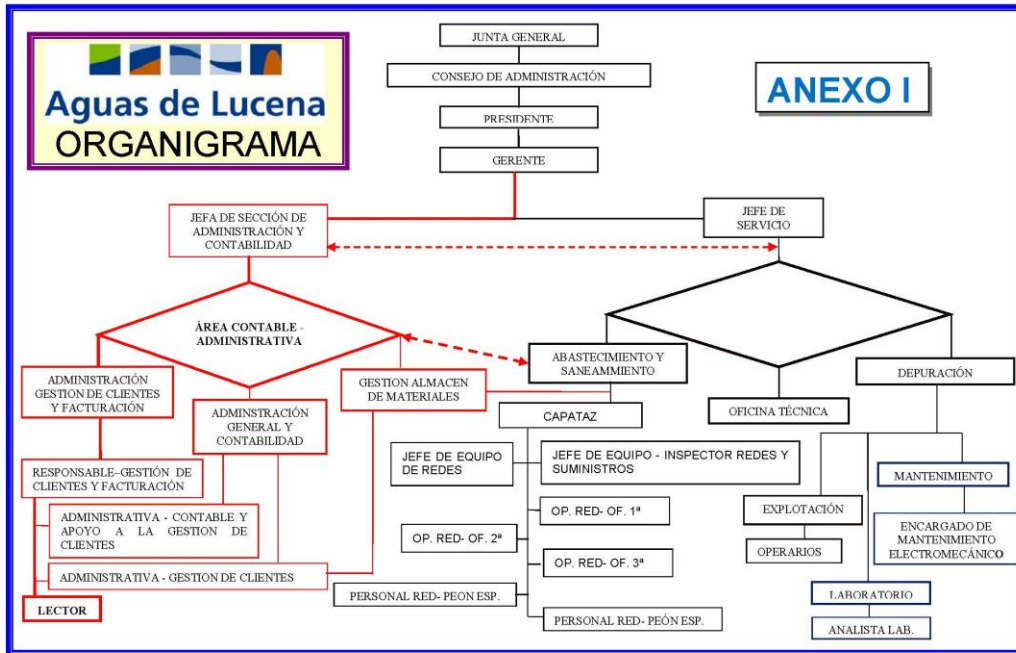 Aguas de Lucena
ORGANIGRAMA
ANEXO I
JUNTA GENERAL
CONSEJO DE ADMINISTRACIÓN
PRESIDENTE
GERENTE
JEFA DE SECCIÓN DE
ADMINISTRACIÓN Y
CONTABILIDAD
JEFE DE
SERVICIO
ÁREA CONTABLE -
ADMINISTRATIVA
ADMINISTRACIÓN
GESTION DE CLIENTES
Y FACTURACIÓN
ADMINSTRACIÓN
GENERAL Y
CONTABILIDAD
GESTION ALMACEN
DE MATERIALES
ABASTECIMIENTO Y
SANEAMMIENTO
OFICINA TÉCNICA
DEPURACIÓN
CAPATAZ
JEFE DE EQUIPO
DE REDES
JEFE DE EQUIPO - INSPECTOR REDES Y
SUMINISTROS
RESPONSABLE–GESTIÓN DE
CLIENTES Y FACTURACIÓN
ADMINISTRATIVA - CONTABLE Y
APOYO A LA GESTION DE
CLIENTES
ADMINISTRATIVA - GESTION DE CLIENTES
LECTOR
OP. RED- OF. 1ª
OP. RED- OF. 2ª
OP. RED- OF. 3ª
PERSONAL RED- PEON ESP.
PERSONAL RED- PEÓN ESP.
EXPLOTACIÓN
OPERARIOS
MANTENIMIENTO
ENCARGADO DE
MANTENIMIENTO
ELECTROMECÁNICO
LABORATORIO
ANALISTA LAB.